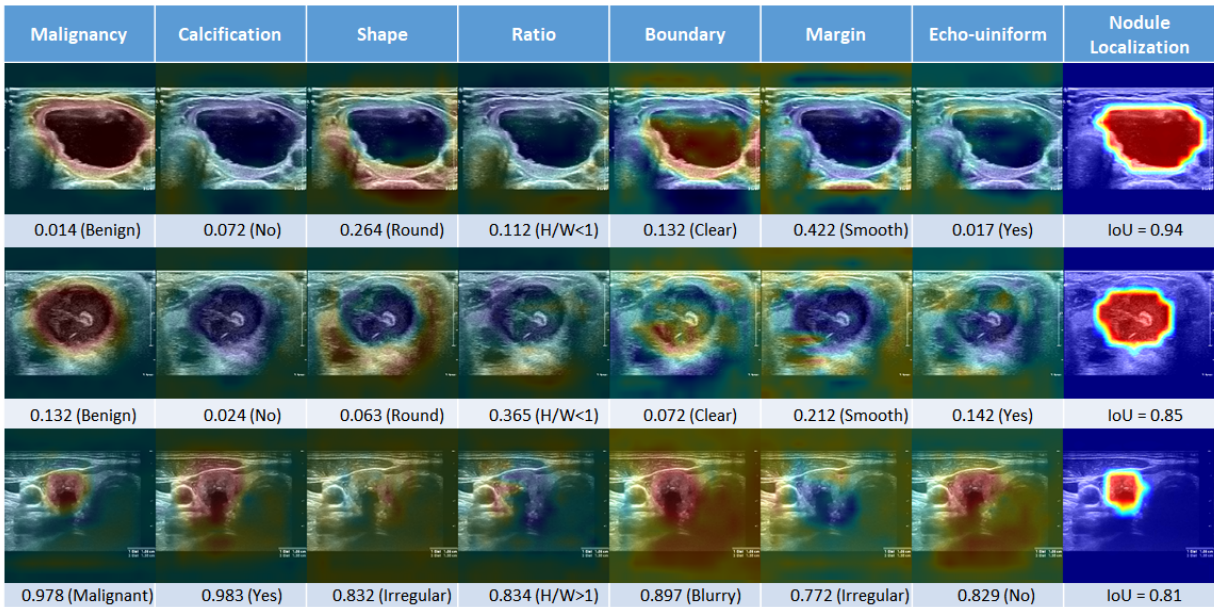 Malignancy Calcification Shape Ratio Boundary Margin Echo-uiniform Nodule Localization
0.014 (Benign) 0.072 (No) 0.264 (Round) 0.112 (H/W<1) 0.132 (Clear) 0.422 (Smooth) 0.017 (Yes) IoU = 0.94
0.132 (Benign) 0.024 (No) 0.063 (Round) 0.365 (H/W<1) 0.072 (Clear) 0.212 (Smooth) 0.142 (Yes) IoU = 0.85
0.978 (Malignant) 0.983 (Yes) 0.832 (Irregular) 0.834 (H/W>1) 0.897 (Blurry) 0.772 (Irregular) 0.829 (No) IoU = 0.81